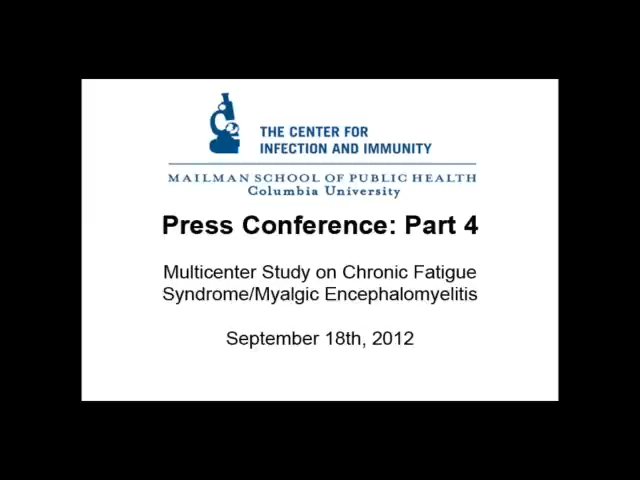 THE CENTER FOR
INFECTION AND IMMUNITY
MAILMAN SCHOOL OF PUBLIC HEALTH
Columbia University
Press Conference: Part 4
Multicenter Study on Chronic Fatigue
Syndrome/Myalgic Encephalomyelitis
September 18th, 2012